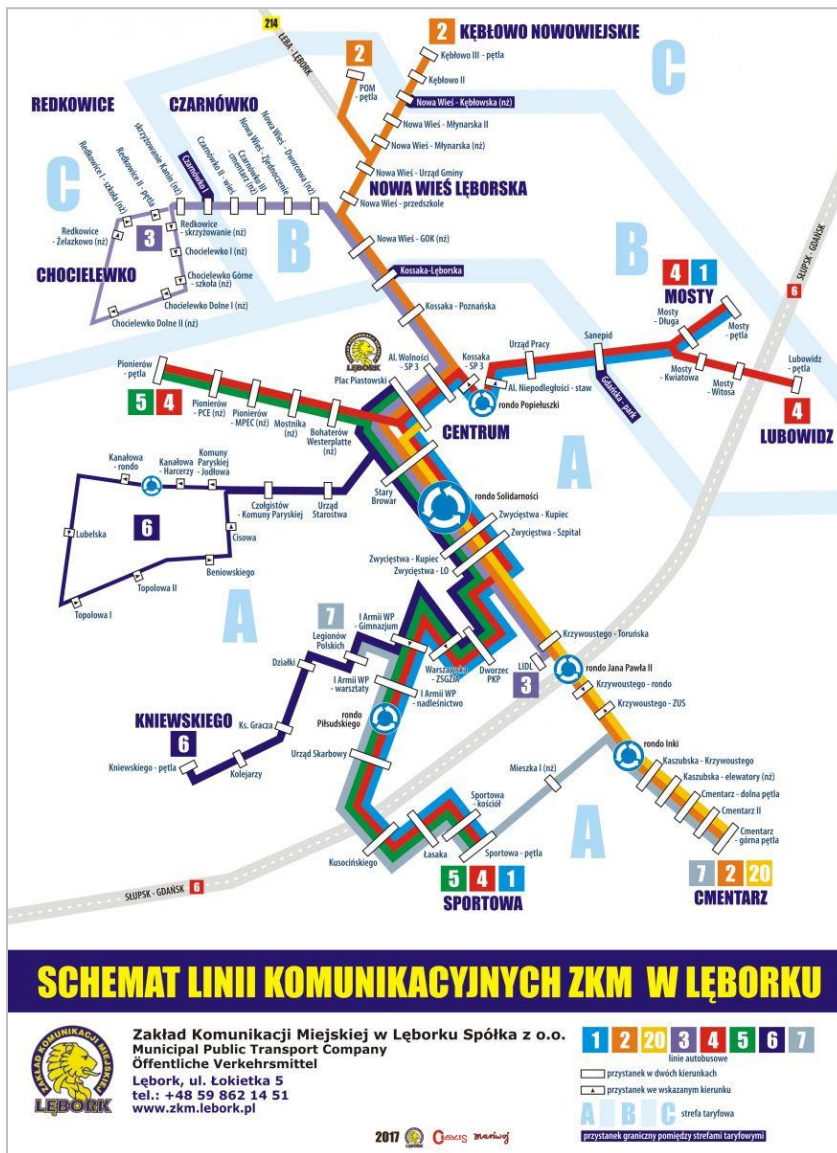 214
ŁEBA - LĘBORK
2
KĘBŁOWO NOWOWIEJSKIE
2
POM
- pętla
Kębłowo III - pętla
Kębłowo II
Nowa Wieś - Kębłowska (nż)
Nowa Wieś - Młynarska II
Nowa Wieś - Młynarska (nż)
Nowa Wieś - Urząd Gminy
NOWA WIEŚ LĘBORSKA
Nowa Wieś - przedszkole
Nowa Wieś - GOK (nż)
Kossaka-Lęborska
Kossaka - Poznańska
C
REDKOWICE
CZARNÓWKO
Redkowice I - szkoła (nż)
Redkowice II - pętla
skrzyżowanie Kanin (nż)
Czarnówko I
Czarnówko II - wieś
Czarnówko III
- cmentarz (nż)
Nowa Wieś - Zjednoczenie
Nowa Wieś - Dworcowa (nż)
C
B
B
Redkowice
- Żelazkowo (nż)
3
Redkowice
- skrzyżowanie (nż)
Chocielewko I (nż)
CHOCIELEWKO
Chocielewko Górne
- szkoła (nż)
Chocielewko Dolne I (nż)
Chocielewko Dolne II (nż)
SŁUPSK - GDAŃSK
6
4 1
MOSTY
Mosty
- Długa
Mosty
- pętla
Mosty
- Kwiatowa
Mosty
- Witosa
Lubowidz
- pętla
4
LUBOWIDZ
Urząd Pracy
Sanepid
Gdańska - park
Al. Niepodległości - staw
rondo Popiełuszki
Kossaka
- SP 3
Al. Wolności
- SP 3
LĘBORK
Plac Piastowski
CENTRUM
A
Pionierów
- pętla
5 4
Pionierów
- PCE (nż)
Pionierów
- MPEC (nż)
Mostnika
(nż)
Bohaterów
Westerplatte
(nż)
Kanałowa
- rondo
Kanałowa
- Harcerzy
Komuny
Paryskiej
- Jodłowa
Czołgistów
- Komuny Paryskiej
Urząd
Starostwa
Stary
Browar
rondo Solidarności
Lubelska
6
Cisowa
Beniowskiego
Topolowa II
Topolowa I
Zwycięstwa - Kupiec
Zwycięstwa - Szpital
Zwycięstwa - Kupiec
Zwycięstwa - LO
A
7
Legionów
Polskich
I Armii WP
- Gimnazjum
Działki
I Armii WP
- warsztaty
Warszawska
- ZSGŻiA
Dworzec
PKP
LIDL
3
Krzywoustego - Toruńska
rondo Jana Pawła II
Krzywoustego - rondo
Krzywoustego - ZUS
I Armii WP
- nadleśnictwo
KNIEWSKIEGO
6
Ks. Gracza
rondo
Piłsudskiego
Kniewskiego - pętla
Kolejarzy
Urząd Skarbowy
rondo Inki
Mieszka I (nż)
Kaszubska - Krzywoustego
Kaszubska - elewatory (nż)
Cmentarz - dolna pętla
Cmentarz II
Cmentarz
- górna pętla
Sportowa
- kościół
A
Kusocińskiego
Łasaka
Sportowa - pętla
5 4 1
SPORTOWA
7 2 20
CMENTARZ
SŁUPSK - GDAŃSK
6
SCHEMAT LINII KOMUNIKACYJNYCH ZKM W LĘBORKU
ZAKŁAD KOMUNIKACJI MIEJSKIEJ
LĘBORK
Zakład Komunikacji Miejskiej w Lęborku Spółka z o.o.
Municipal Public Transport Company
Öffentliche Verkehrsmittel
Lębork, ul. Łokietka 5
tel.: +48 59 862 14 51
www.zkm.lebork.pl
1 2 20 3 4 5 6 7
linie autobusowe
przystanek w dwóch kierunkach
przystanek we wskazanym kierunku
A B C strefa taryfowa
przystanek graniczny pomiędzy strefami taryfowymi
2017
mariwoj